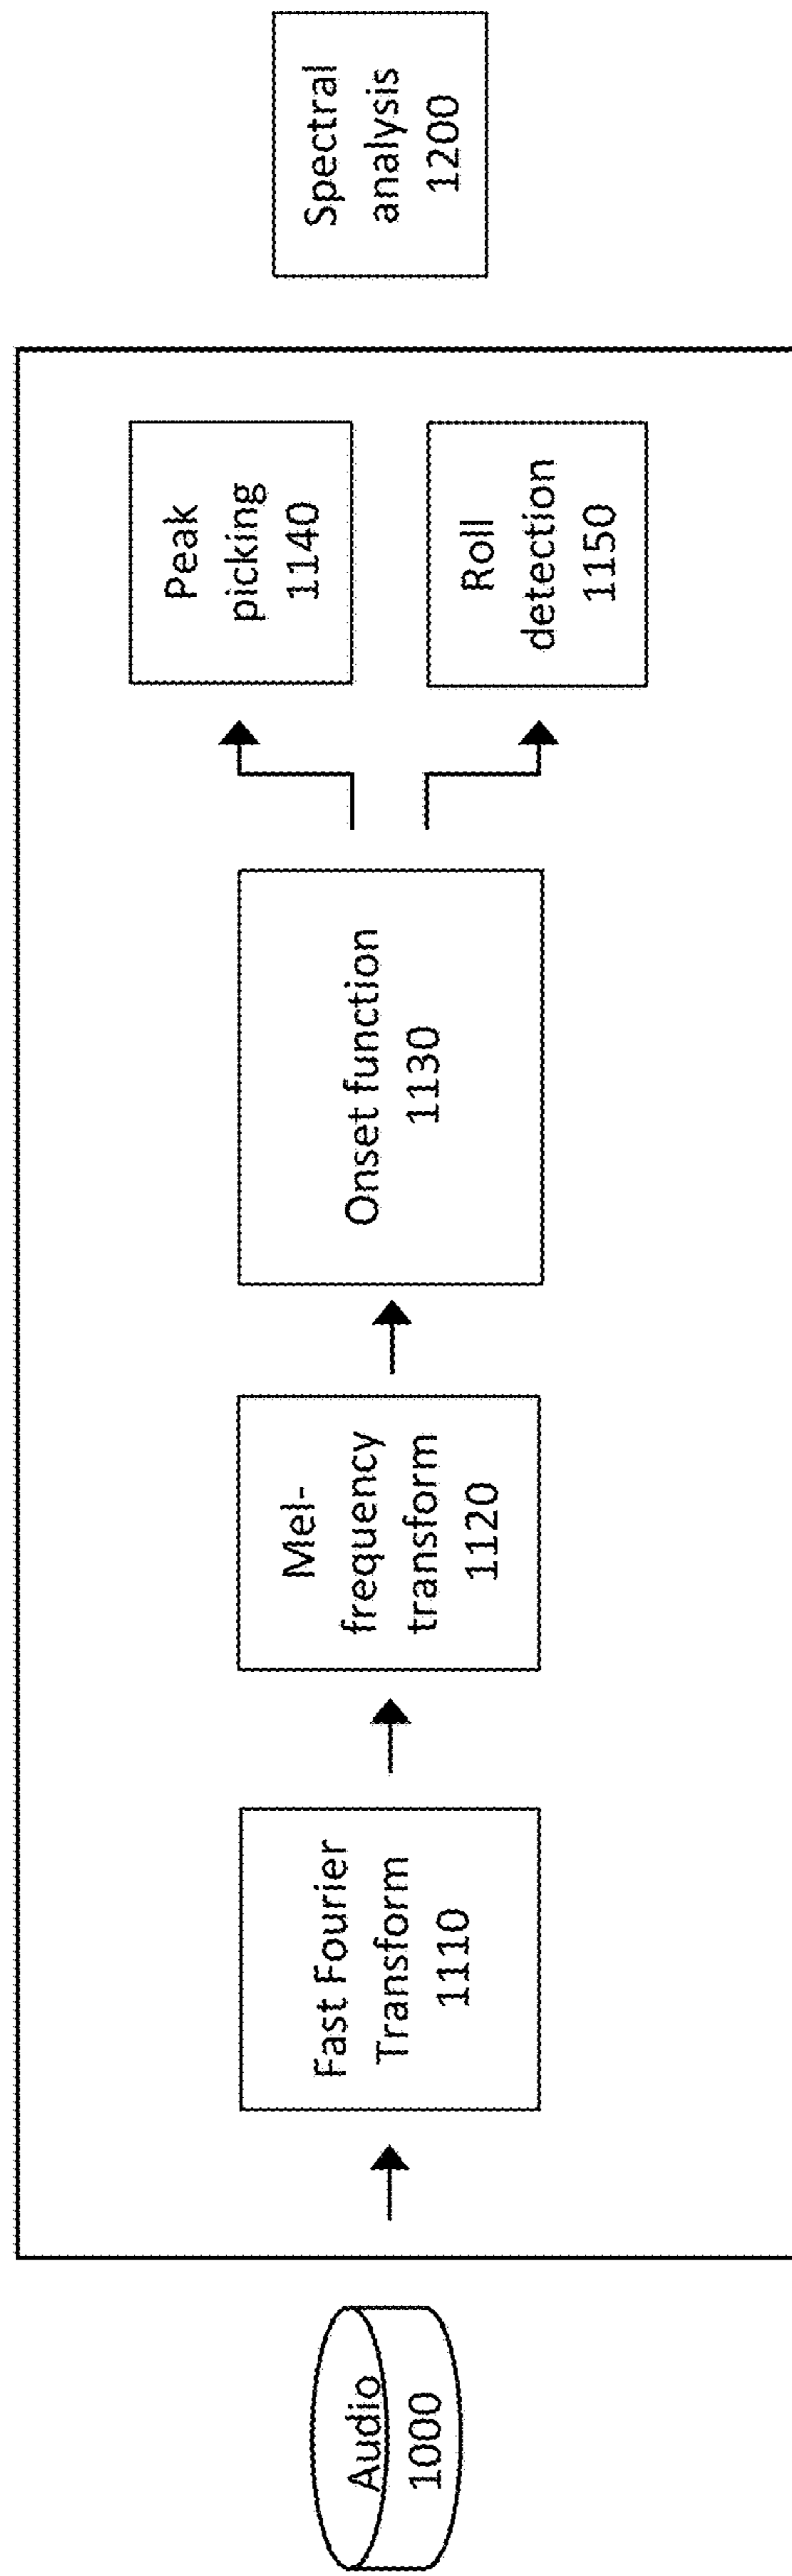 Audio
1000
Fast Fourier
Transform
1110
Mel-
frequency
transform
1120
Onset function
1130
Peak
picking
1140
Roll
detection
1150
Spectral
analysis
1200